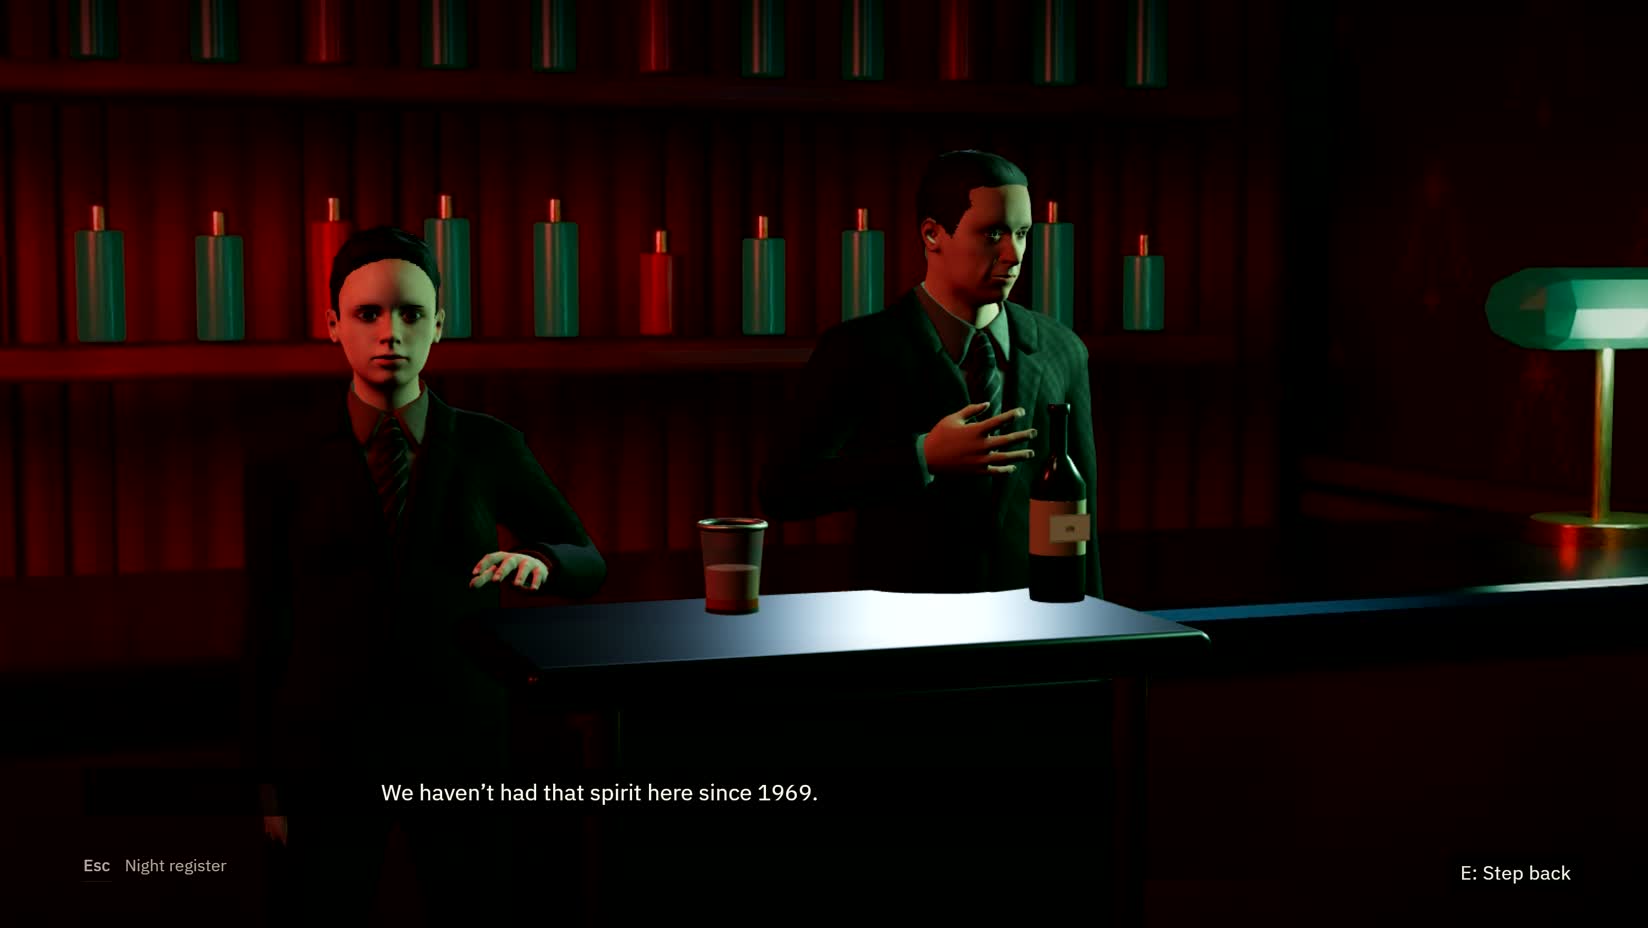 We haven’t had that spirit here since 1969.
Esc Night register
E: Step back